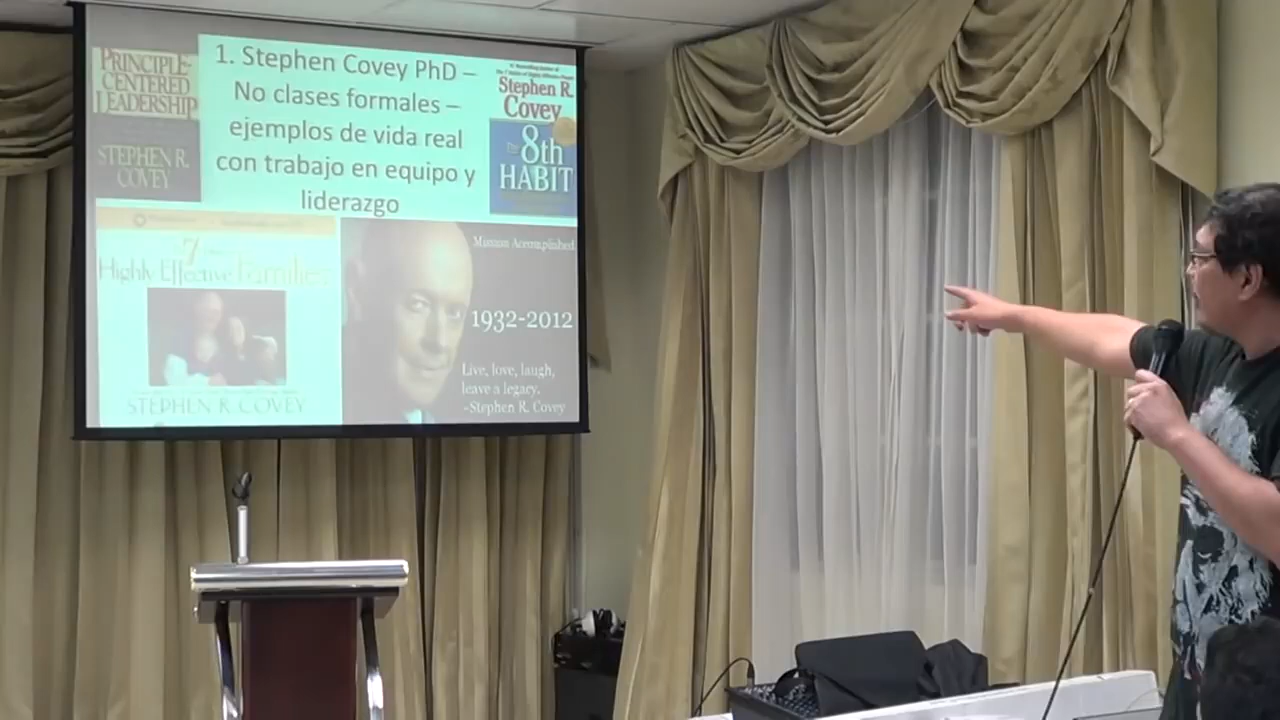 PRINCIPLE-
CENTERED
LEADERSHIP
STEPHEN R.
COVEY
1. Stephen Covey PhD –
No clases formales –
ejemplos de vida real
con trabajo en equipo y
liderazgo
Stephen R.
Covey
The
8th
HABIT
7
Highly Effective Families
STEPHEN R. COVEY
Mission Accomplished
1932-2012
Live, love, laugh,
leave a legacy.
-Stephen R. Covey